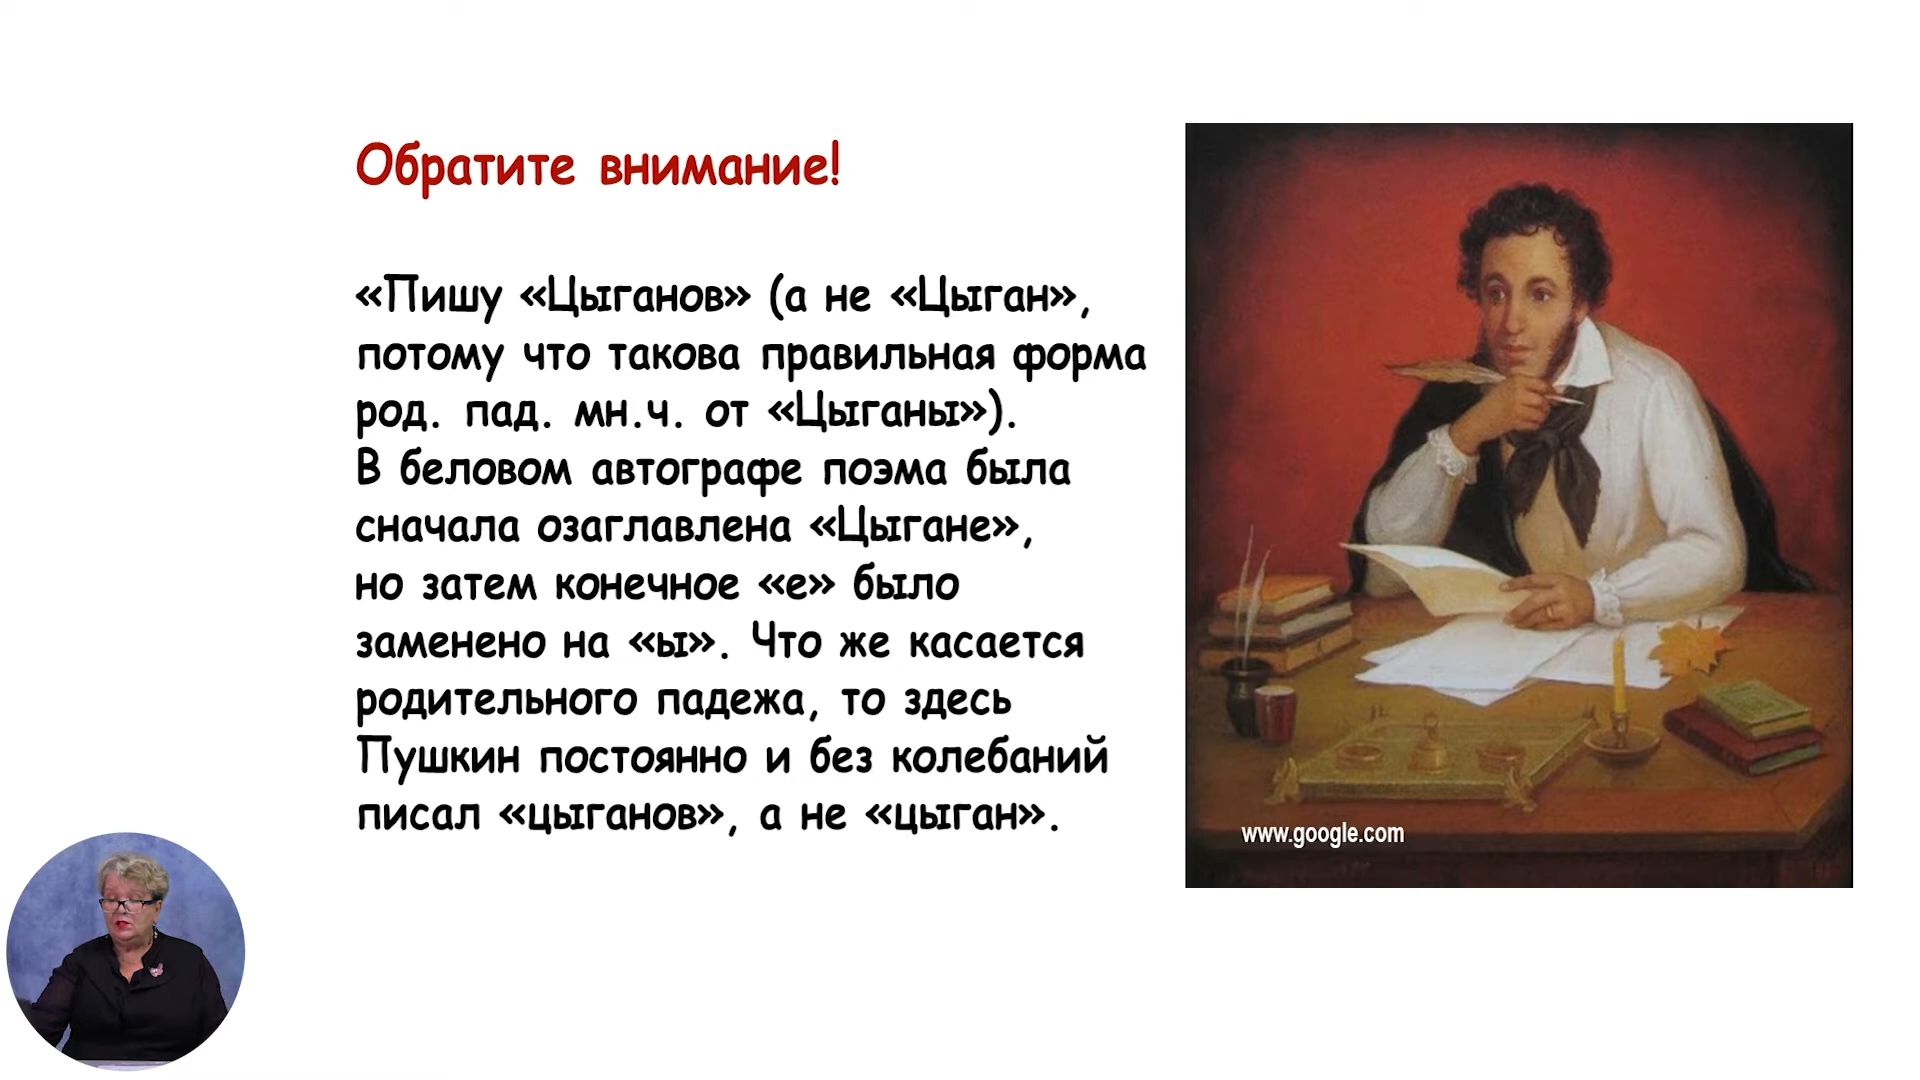 Обратите внимание!
«Пишу «Цыганов» (а не «Цыган»,
потому что такова правильная форма
род. пад. мн.ч. от «Цыганы»).
В беловом автографе поэма была
сначала озаглавлена «Цыгане»,
но затем конечное «е» было
заменено на «ы». Что же касается
родительного падежа, то здесь
Пушкин постоянно и без колебаний
писал «цыганов», а не «цыган».
www.google.com